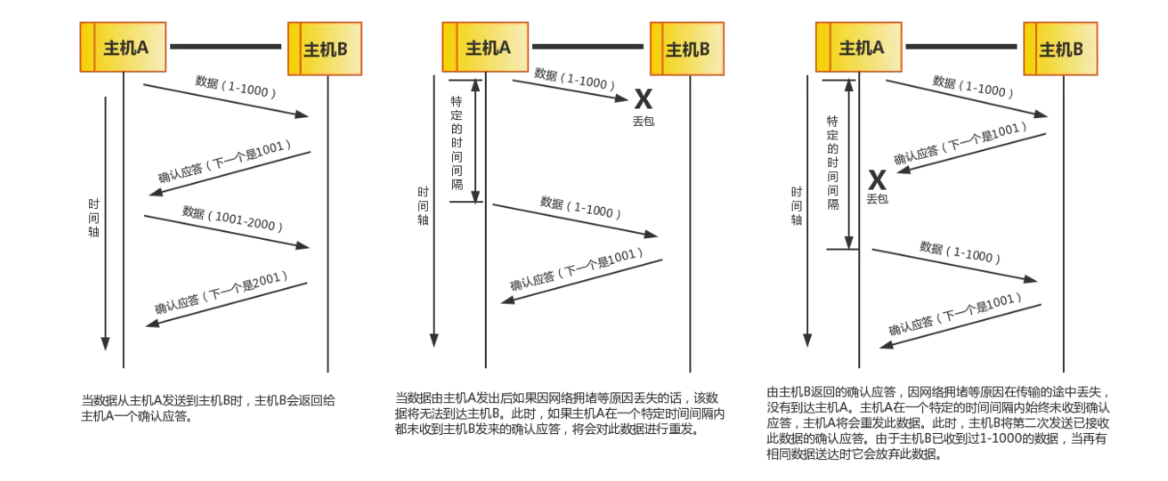 主机A
主机B
数据（1-1000）
确认应答（下一个是1001）
时间轴
数据（1001-2000）
确认应答（下一个是2001）
当数据从主机A发送到主机B时，主机B会返回给
主机A一个确认应答。
主机A
主机B
数据（1-1000）
X
丢包
特定的时间间隔
时间轴
数据（1-1000）
确认应答（下一个是1001）
当数据由主机A发出后如果因网络拥堵等原因丢失的话，该数
据将无法到达主机B。此时，如果主机A在一个特定时间间隔内
都未收到主机B发来的确认应答，将会对此数据进行重发。
主机A
主机B
数据（1-1000）
确认应答（下一个是1001）
特定的时间间隔
X
丢包
时间轴
数据（1-1000）
确认应答（下一个是1001）
由主机B返回的确认应答，因网络拥堵等原因在传输的途中丢失，
没有到达主机A。主机A在一个特定的时间间隔内始终未收到确认
应答，主机A将会重发此数据。此时，主机B将第二次发送已接收
此数据的确认应答。由于主机B已收到过1-1000的数据，当再有
相同数据送达时它会放弃此数据。